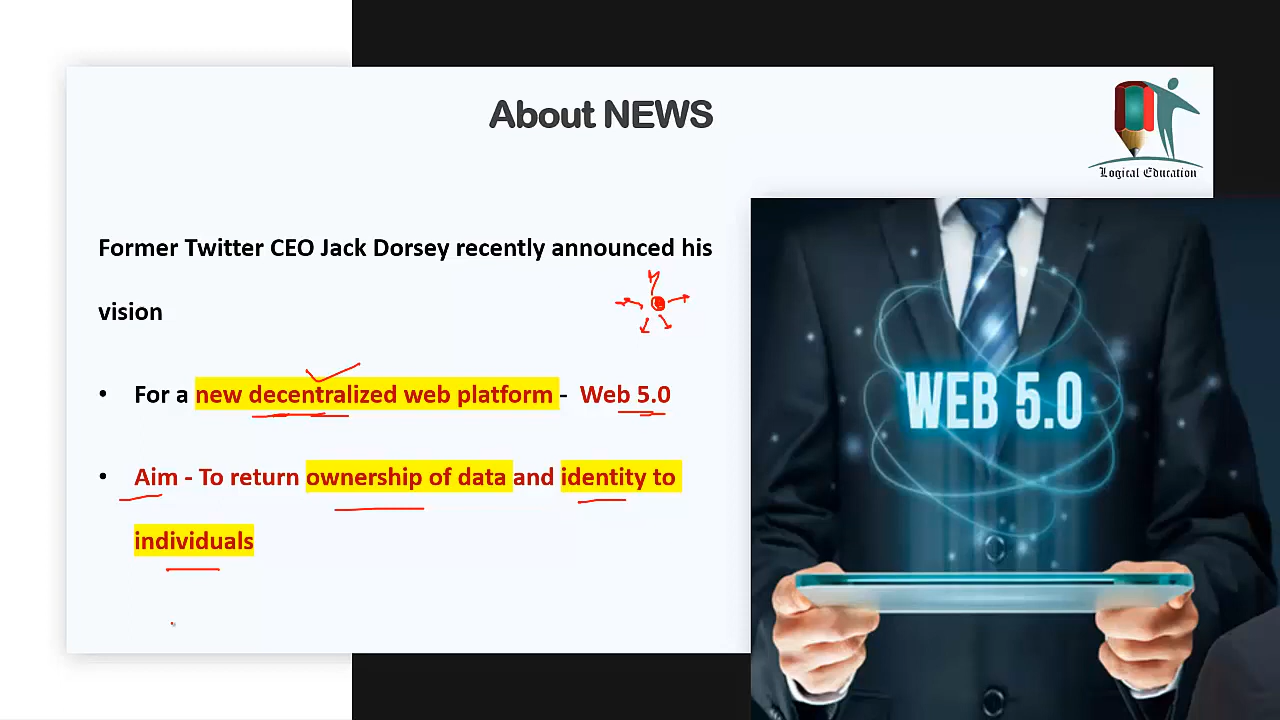 About NEWS
Logical Education
Former Twitter CEO Jack Dorsey recently announced his
vision
• For a new decentralized web platform - Web 5.0
WEB 5.0
• Aim - To return ownership of data and identity to
individuals